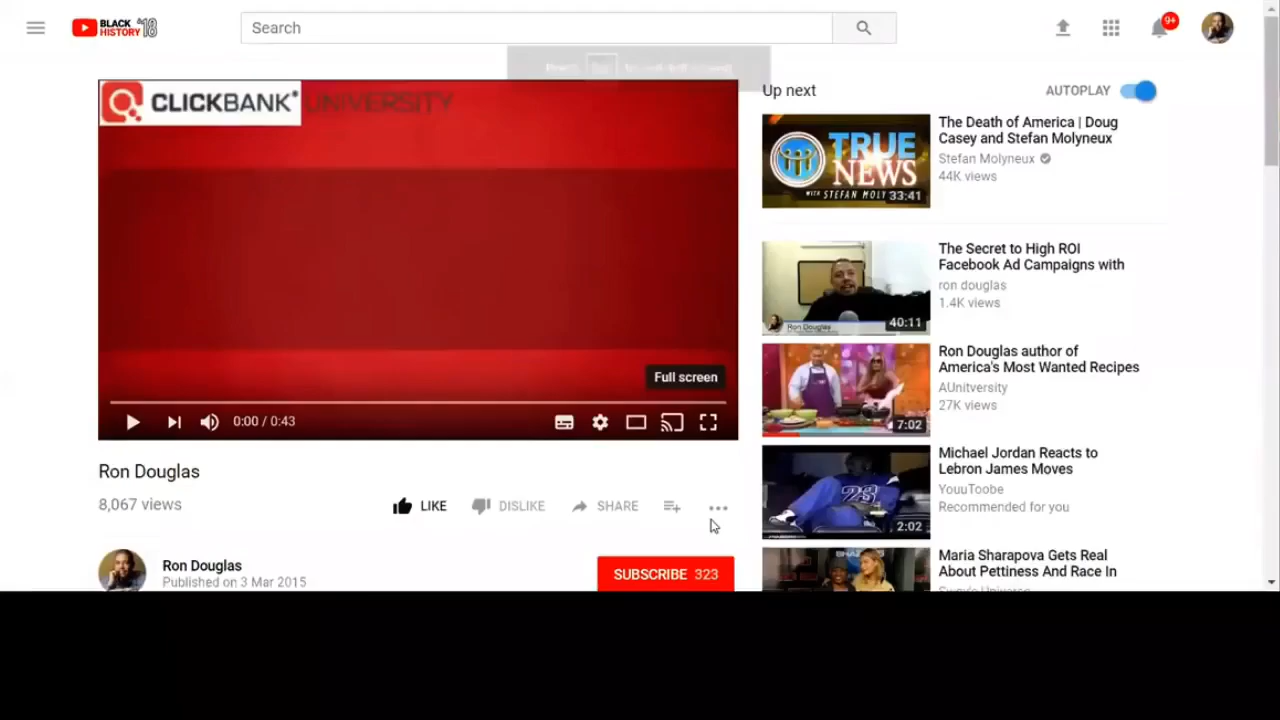 BLACK
HISTORY '18
Search
9+
CLICKBANK UNIVERSITY
Full screen
0:00 / 0:43
Ron Douglas
8,067 views
LIKE
DISLIKE
SHARE
Ron Douglas
Published on 3 Mar 2015
SUBSCRIBE 323
Up next
AUTOPLAY
TRUE
NEWS
WITH STEFAN MOLY
33:41
The Death of America | Doug
Casey and Stefan Molyneux
Stefan Molyneux
44K views
Ron Douglas
40:11
The Secret to High ROI
Facebook Ad Campaigns with
ron douglas
1.4K views
7:02
Ron Douglas author of
America's Most Wanted Recipes
AUnitversity
27K views
23
2:02
Michael Jordan Reacts to
Lebron James Moves
YouuToobe
Recommended for you
Maria Sharapova Gets Real
About Pettiness And Race In